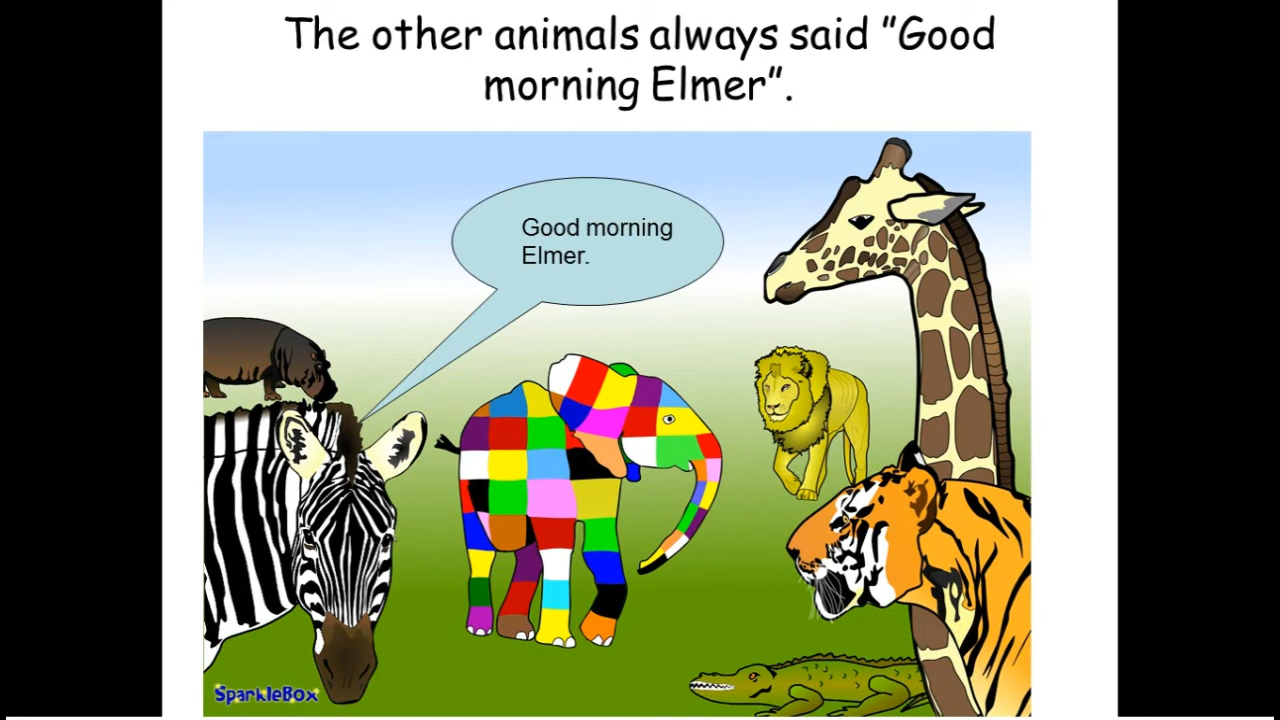 The other animals always said "Good
morning Elmer".
Good morning
Elmer.
SparkleBox